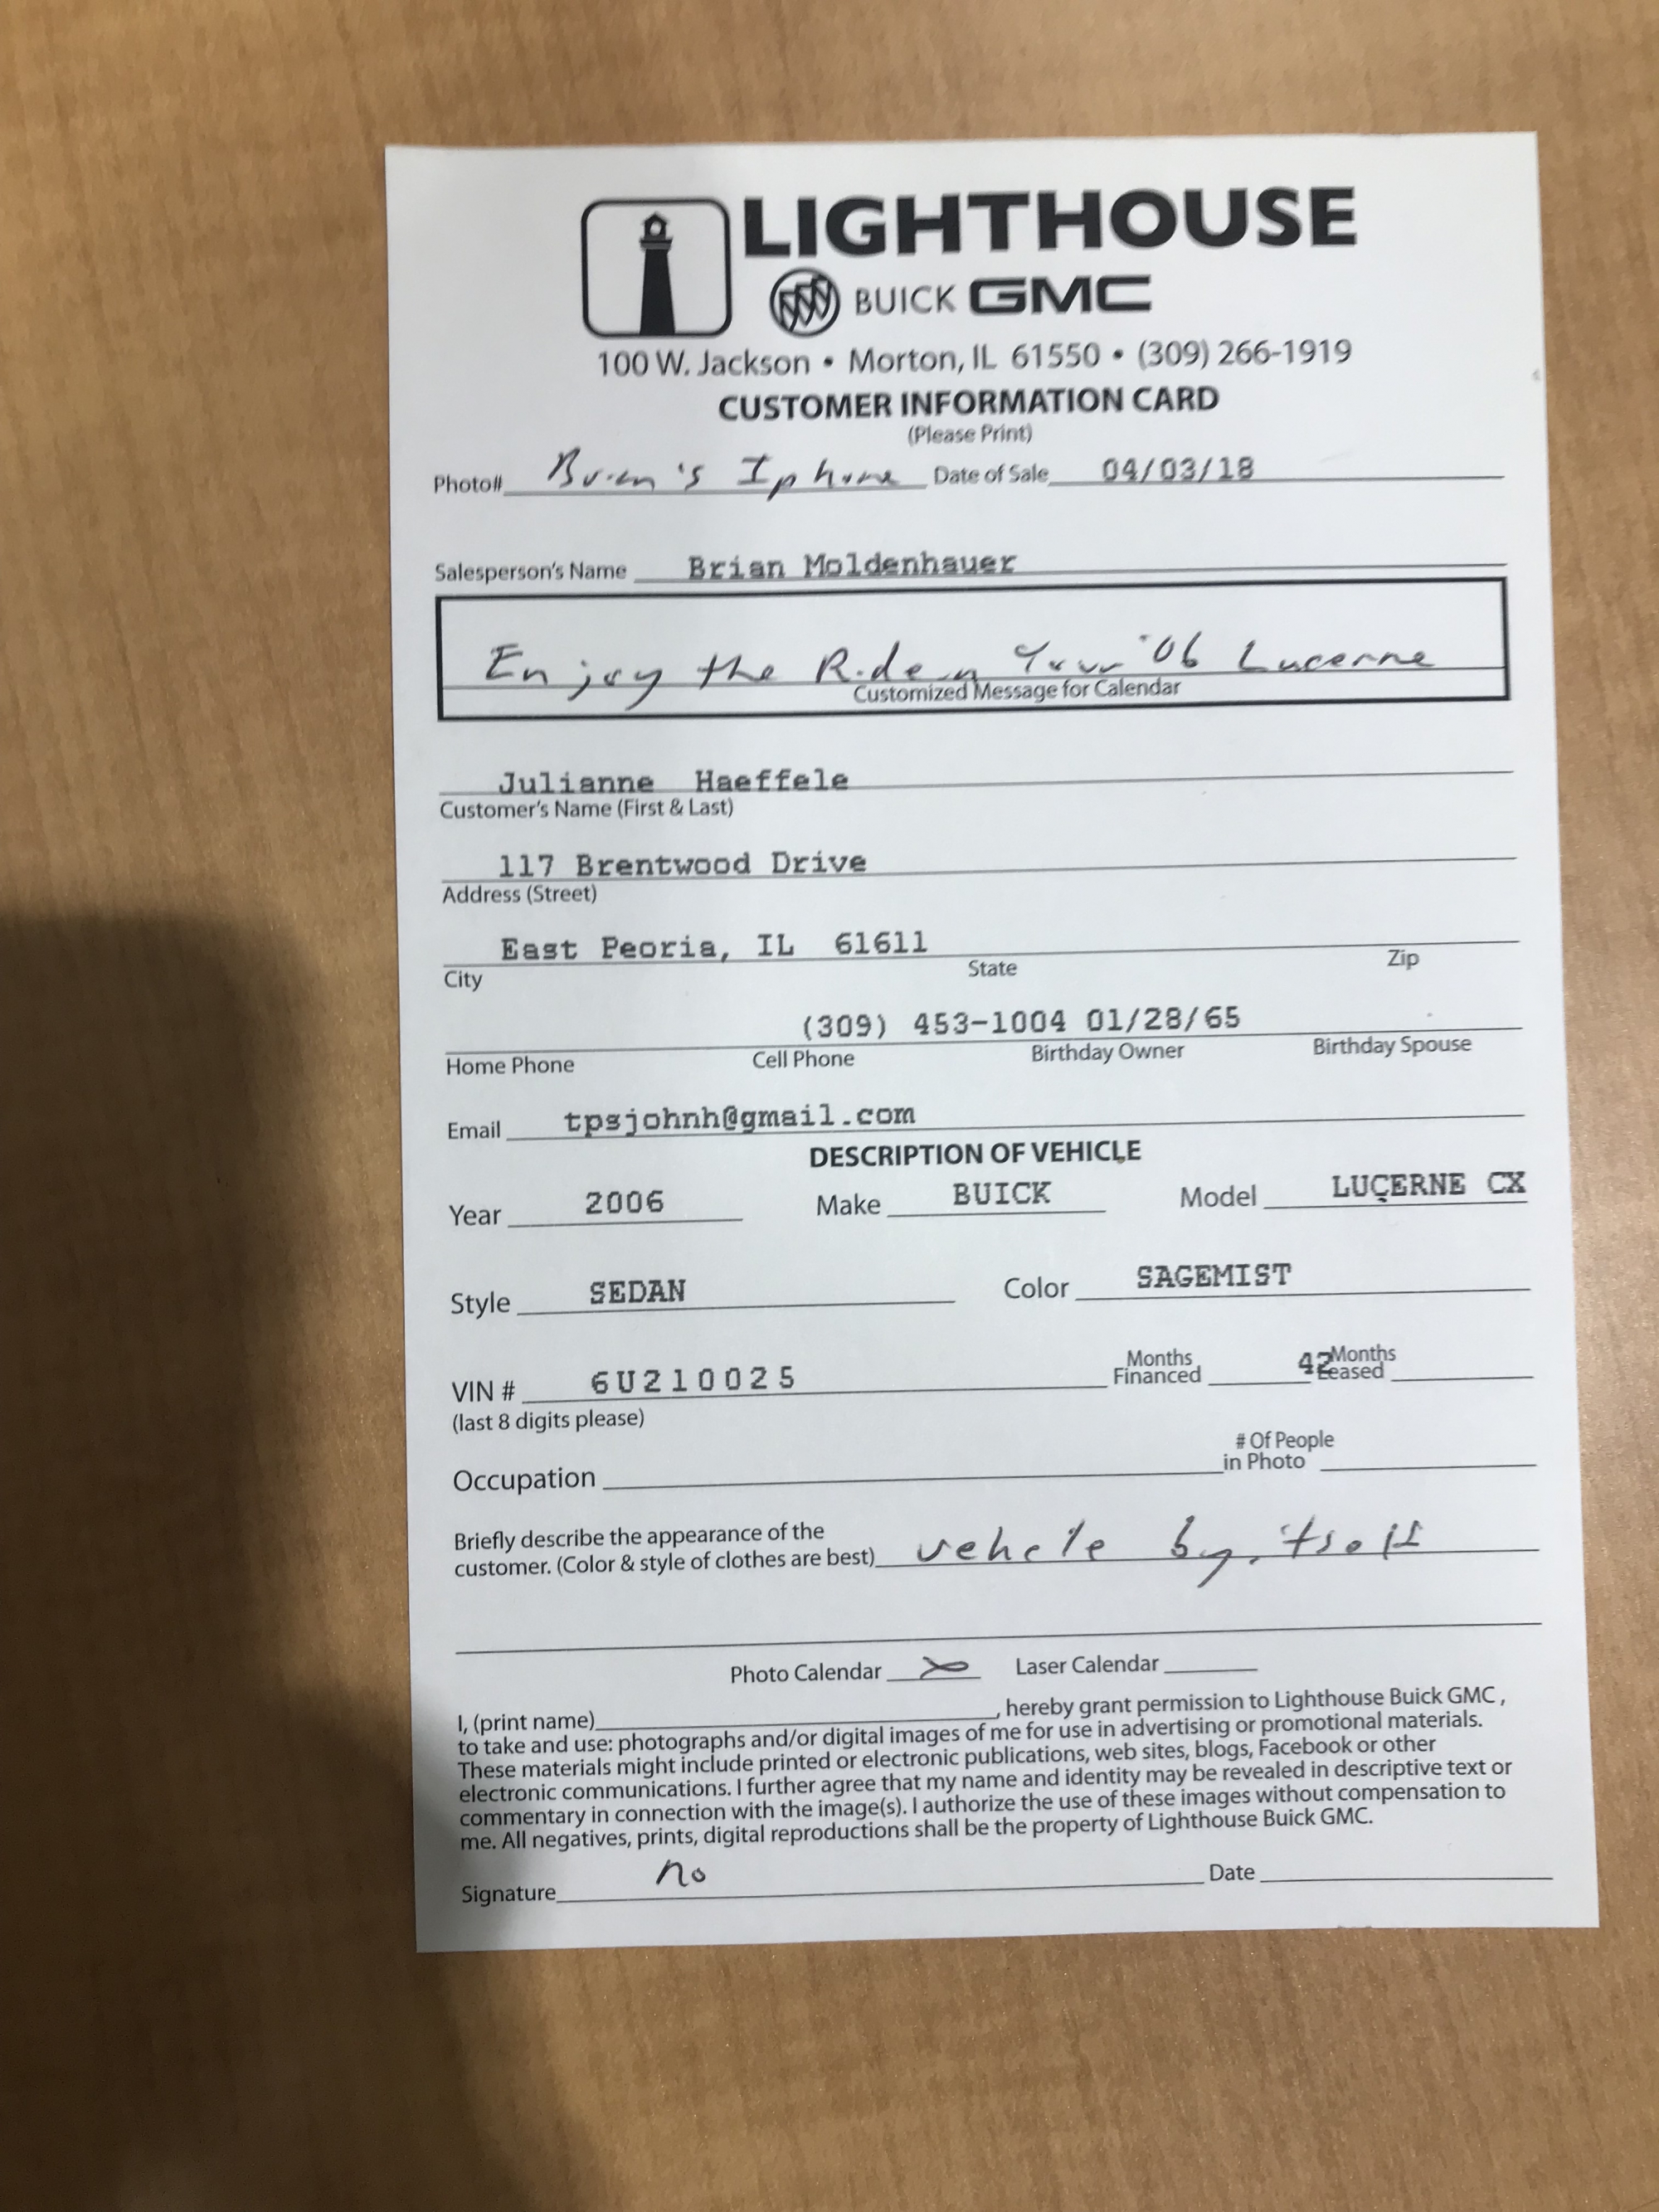 LIGHTHOUSE
BUICK GMC
100 W. Jackson • Morton, IL 61550 • (309) 266-1919
CUSTOMER INFORMATION CARD
(Please Print)
Photo# Brian's Iphone Date of Sale 04/03/18
Salesperson's Name Brian Moldenhauer
Enjoy the Ride in Your '06 Lucerne
Customized Message for Calendar
Julianne Haeffele
Customer's Name (First & Last)
117 Brentwood Drive
Address (Street)
East Peoria, IL 61611
City State Zip
(309) 453-1004 01/28/65
Home Phone Cell Phone Birthday Owner Birthday Spouse
Email tpsjohnh@gmail.com
DESCRIPTION OF VEHICLE
Year 2006 Make BUICK Model LUCERNE CX
Style SEDAN Color SAGEMIST
VIN # 6U210025 Months Financed 42 Months Leased
(last 8 digits please)
Occupation # Of People in Photo
Briefly describe the appearance of the
customer. (Color & style of clothes are best) vehicle by itself
Photo Calendar X Laser Calendar
I, (print name) , hereby grant permission to Lighthouse Buick GMC ,
to take and use: photographs and/or digital images of me for use in advertising or promotional materials.
These materials might include printed or electronic publications, web sites, blogs, Facebook or other
electronic communications. I further agree that my name and identity may be revealed in descriptive text or
commentary in connection with the image(s). I authorize the use of these images without compensation to
me. All negatives, prints, digital reproductions shall be the property of Lighthouse Buick GMC.
Signature no Date